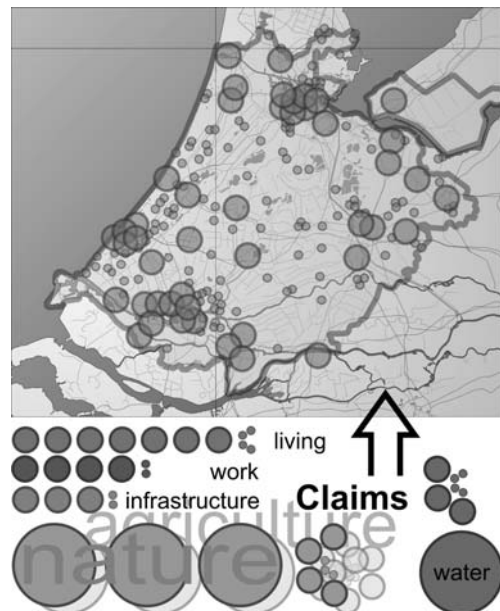 living
work
infrastructure
Claims
agriculture
nature
water